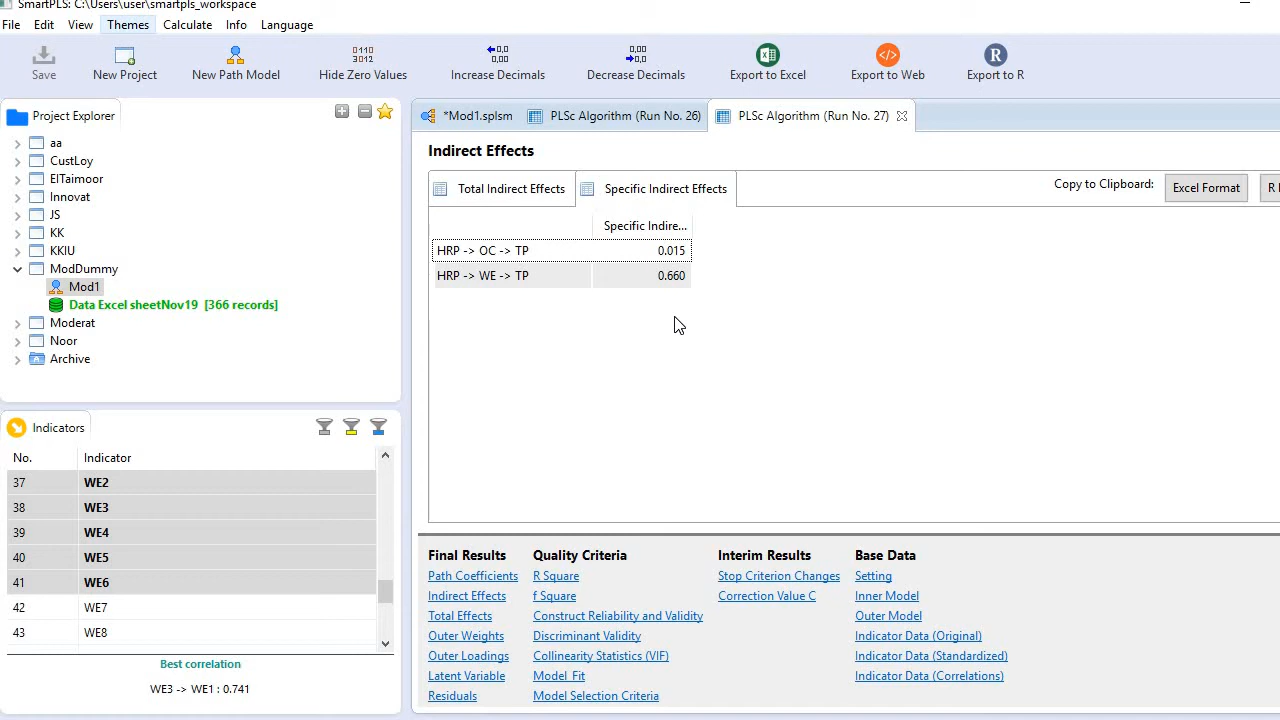 SmartPLS: C:\Users\user\smartpls_workspace
File Edit View Themes Calculate Info Language
Save New Project New Path Model Hide Zero Values Increase Decimals Decrease Decimals Export to Excel Export to Web Export to R
Project Explorer
aa
CustLoy
ElTaimoor
Innovat
JS
KK
KKIU
ModDummy
Mod1
Data Excel sheetNov19 [366 records]
Moderat
Noor
Archive
*Mod1.splsm PLSc Algorithm (Run No. 26) PLSc Algorithm (Run No. 27)
Indirect Effects
Total Indirect Effects Specific Indirect Effects Copy to Clipboard: Excel Format R
Specific Indire...
HRP -> OC -> TP 0.015
HRP -> WE -> TP 0.660
Indicators
No. Indicator
37 WE2
38 WE3
39 WE4
40 WE5
41 WE6
42 WE7
43 WE8
Best correlation
WE3 -> WE1 : 0.741
Final Results Quality Criteria Interim Results Base Data
Path Coefficients R Square Stop Criterion Changes Setting
Indirect Effects f Square Correction Value C Inner Model
Total Effects Construct Reliability and Validity Outer Model
Outer Weights Discriminant Validity Indicator Data (Original)
Outer Loadings Collinearity Statistics (VIF) Indicator Data (Standardized)
Latent Variable Model_Fit Indicator Data (Correlations)
Residuals Model Selection Criteria